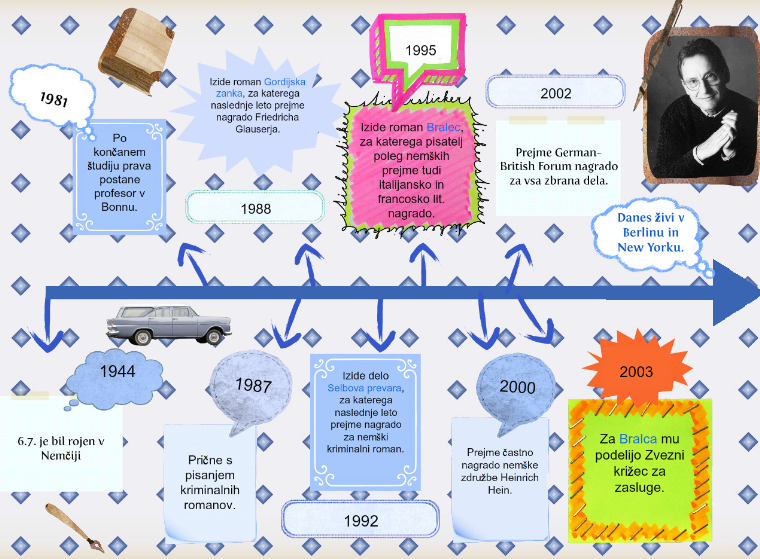 1981
Po
končanem
študiju prava
postane
profesor v
Bonnu.
Izide roman Gordijska
zanka, za katerega
naslednje leto prejme
nagrado Friedricha
Glauserja.
1988
1995
stickersticker
Izide roman Bralec,
za katerega pisatelj
poleg nemških
prejme tudi
italijansko in
francosko lit.
nagrado.
2002
Prejme German-
British Forum nagrado
za vsa zbrana dela.
Danes živi v
Berlinu in
New Yorku.
1944
6.7. je bil rojen v
Nemčiji
1987
Prične s
pisanjem
kriminalnih
romanov.
Izide delo
Selbova prevara,
za katerega
naslednje leto
prejme nagrado
za nemški
kriminalni roman.
1992
2000
Prejme častno
nagrado nemške
združbe Heinrich
Hein.
2003
Za Bralca mu
podelijo Zvezni
križec za
zasluge.